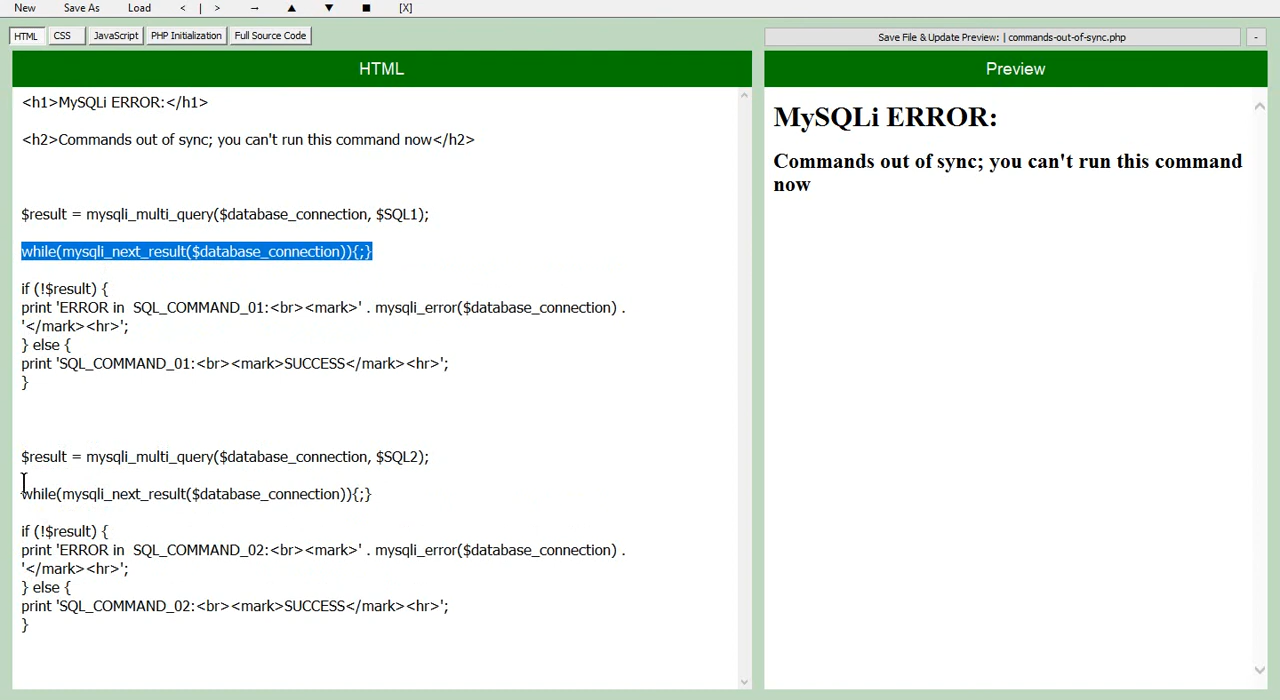 New Save As Load < | > → ▲ ▼ ■ [X]
HTML CSS JavaScript PHP Initialization Full Source Code
Save File & Update Preview: | commands-out-of-sync.php -
HTML
Preview
<h1>MySQLi ERROR:</h1>
<h2>Commands out of sync; you can't run this command now</h2>
$result = mysqli_multi_query($database_connection, $SQL1);
while(mysqli_next_result($database_connection)){;}
if (!$result) {
print 'ERROR in  SQL_COMMAND_01:<br><mark>' . mysqli_error($database_connection) .
'</mark><hr>';
} else {
print 'SQL_COMMAND_01:<br><mark>SUCCESS</mark><hr>';
}
$result = mysqli_multi_query($database_connection, $SQL2);
while(mysqli_next_result($database_connection)){;}
if (!$result) {
print 'ERROR in  SQL_COMMAND_02:<br><mark>' . mysqli_error($database_connection) .
'</mark><hr>';
} else {
print 'SQL_COMMAND_02:<br><mark>SUCCESS</mark><hr>';
}
MySQLi ERROR:
Commands out of sync; you can't run this command
now